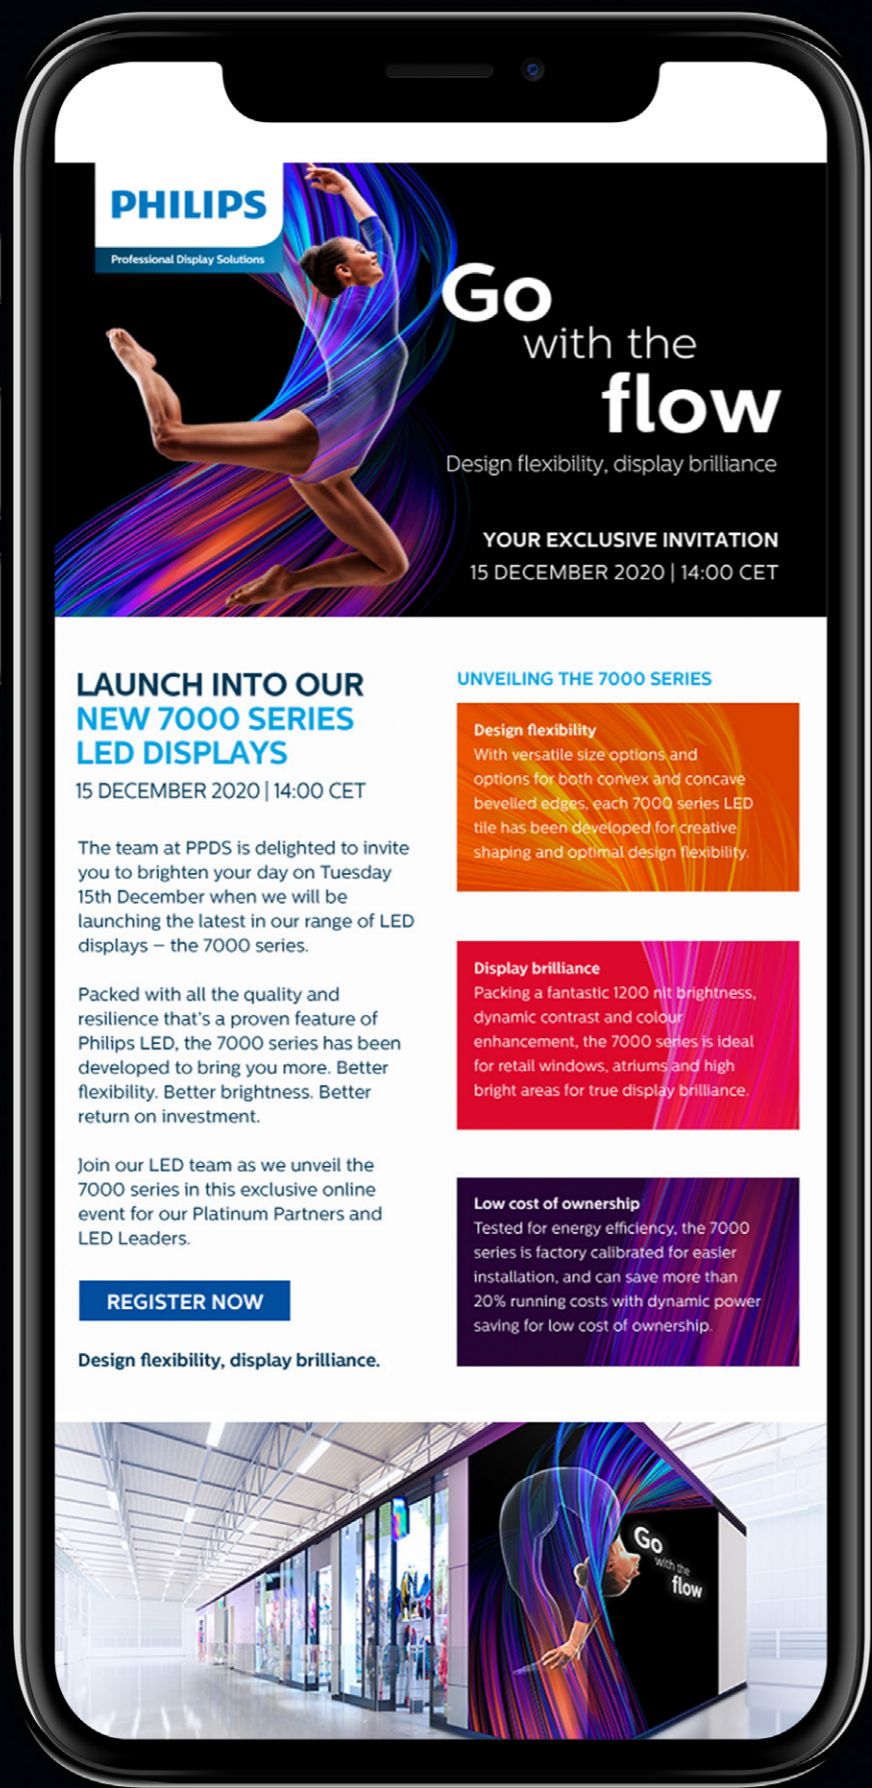 PHILIPS
Professional Display Solutions
Go
with the
flow
Design flexibility, display brilliance
YOUR EXCLUSIVE INVITATION
15 DECEMBER 2020 | 14:00 CET
LAUNCH INTO OUR
NEW 7000 SERIES
LED DISPLAYS
15 DECEMBER 2020 | 14:00 CET
The team at PPDS is delighted to invite
you to brighten your day on Tuesday
15th December when we will be
launching the latest in our range of LED
displays – the 7000 series.
Packed with all the quality and
resilience that's a proven feature of
Philips LED, the 7000 series has been
developed to bring you more. Better
flexibility. Better brightness. Better
return on investment.
Join our LED team as we unveil the
7000 series in this exclusive online
event for our Platinum Partners and
LED Leaders.
REGISTER NOW
Design flexibility, display brilliance.
UNVEILING THE 7000 SERIES
Design flexibility
With versatile size options and
options for both convex and concave
bevelled edges, each 7000 series LED
tile has been developed for creative
shaping and optimal design flexibility.
Display brilliance
Packing a fantastic 1200 nit brightness,
dynamic contrast and colour
enhancement, the 7000 series is ideal
for retail windows, atriums and high
bright areas for true display brilliance.
Low cost of ownership
Tested for energy efficiency, the 7000
series is factory calibrated for easier
installation, and can save more than
20% running costs with dynamic power
saving for low cost of ownership.
Go
with the
flow